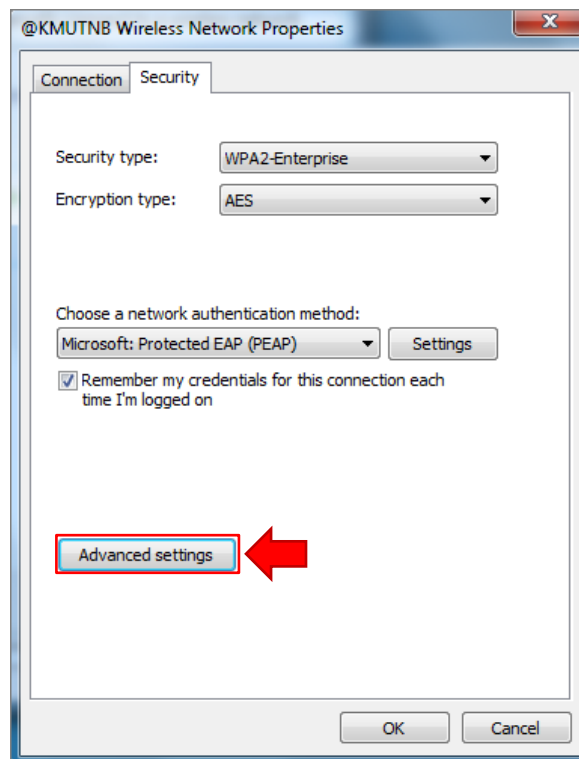 @KMUTNB Wireless Network Properties
Connection
Security
Security type:
WPA2-Enterprise
Encryption type:
AES
Choose a network authentication method:
Microsoft: Protected EAP (PEAP)
Settings
Remember my credentials for this connection each
time I'm logged on
Advanced settings
OK
Cancel